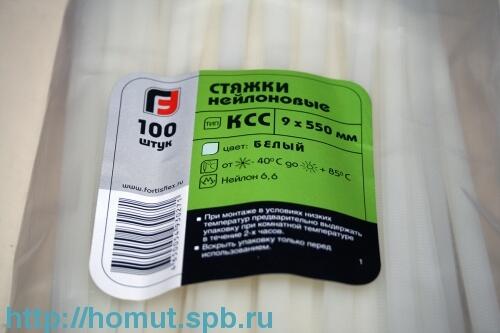 СТЯЖКИ
НЕЙЛОНОВЫЕ
100
штук
тип КСС 9 x 550 мм
цвет: БЕЛЫЙ
от - 40°C до + 85°C
Нейлон 6,6
www.fortisflex.ru
• При монтаже в условиях низких
температур предварительно выдержать
упаковку при комнатной температуре
в течение 2-х часов.
• Вскрыть упаковку только перед
использованием.
1
http://homut.spb.ru